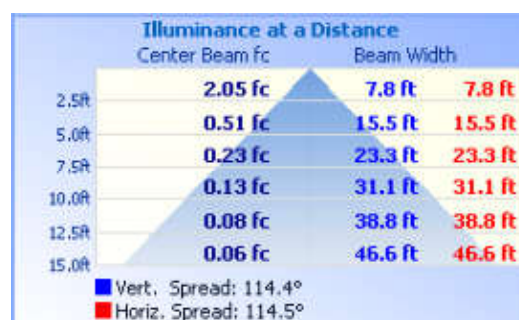 Illuminance at a Distance
Center Beam fc Beam Width
2.5ft 2.05 fc 7.8 ft 7.8 ft
5.0ft 0.51 fc 15.5 ft 15.5 ft
7.5ft 0.23 fc 23.3 ft 23.3 ft
10.0ft 0.13 fc 31.1 ft 31.1 ft
12.5ft 0.08 fc 38.8 ft 38.8 ft
15.0ft 0.06 fc 46.6 ft 46.6 ft
Vert. Spread: 114.4°
Horiz. Spread: 114.5°